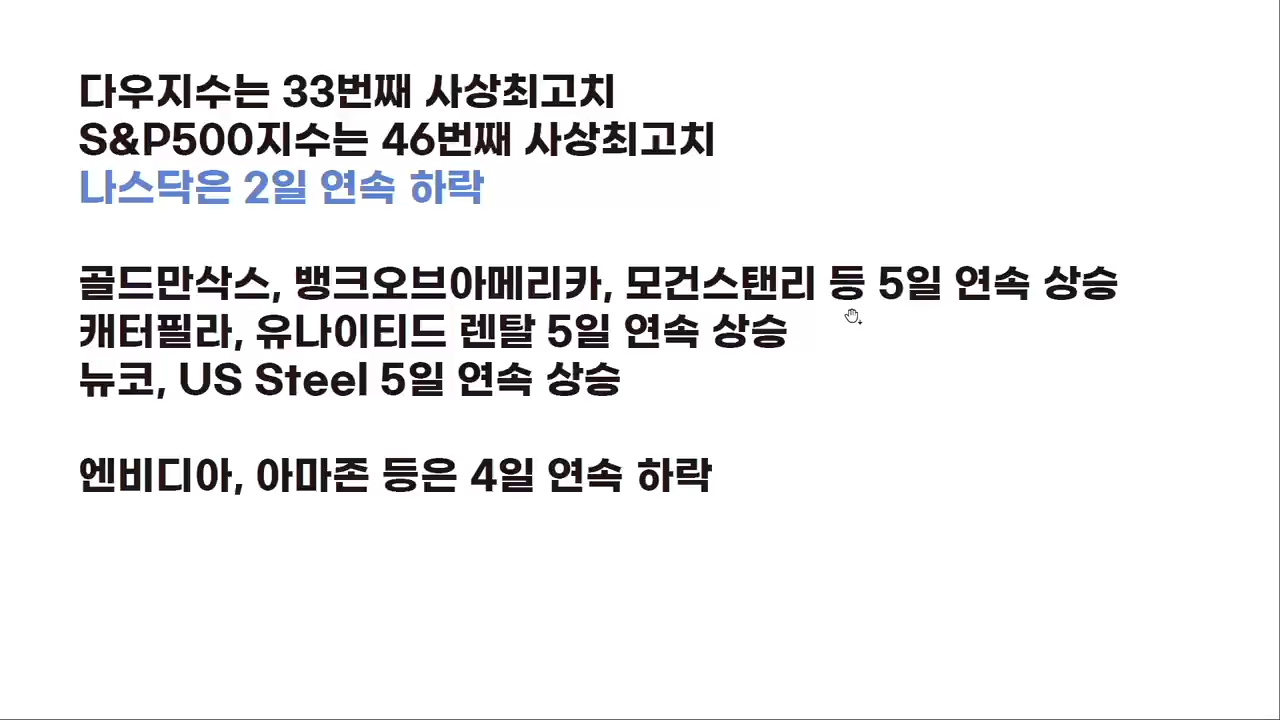 다우지수는 33번째 사상최고치
S&P500지수는 46번째 사상최고치
나스닥은 2일 연속 하락
골드만삭스, 뱅크오브아메리카, 모건스탠리 등 5일 연속 상승
캐터필라, 유나이티드 렌탈 5일 연속 상승
뉴코, US Steel 5일 연속 상승
엔비디아, 아마존 등은 4일 연속 하락